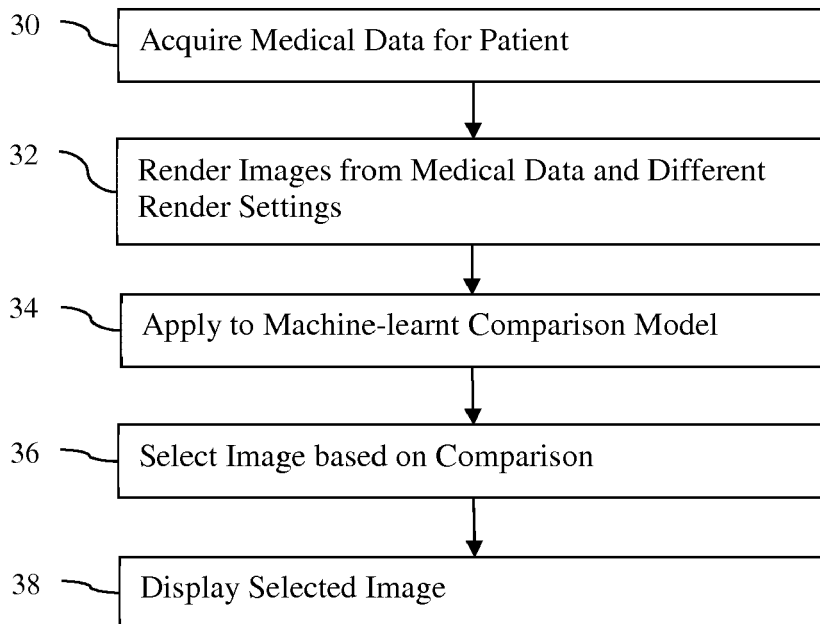 30
Acquire Medical Data for Patient
32
Render Images from Medical Data and Different
Render Settings
34
Apply to Machine-learnt Comparison Model
36
Select Image based on Comparison
38
Display Selected Image